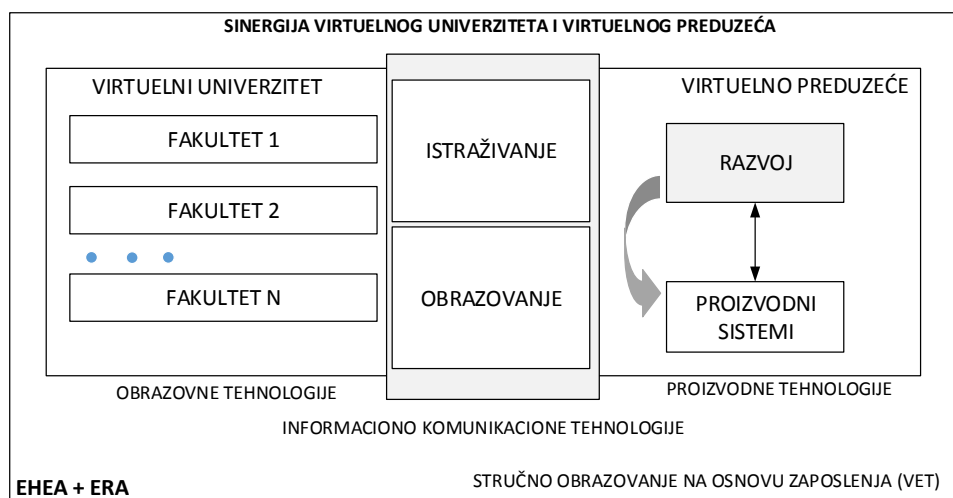 SINERGIJA VIRTUELNOG UNIVERZITETA I VIRTUELNOG PREDUZEĆA
VIRTUELNI UNIVERZITET
FAKULTET 1
FAKULTET 2
FAKULTET N
ISTRAŽIVANJE
OBRAZOVANJE
VIRTUELNO PREDUZEĆE
RAZVOJ
PROIZVODNI
SISTEMI
OBRAZOVNE TEHNOLOGIJE
PROIZVODNE TEHNOLOGIJE
INFORMACIONO KOMUNIKACIONE TEHNOLOGIJE
EHEA + ERA
STRUČNO OBRAZOVANJE NA OSNOVU ZAPOSLENJA (VET)